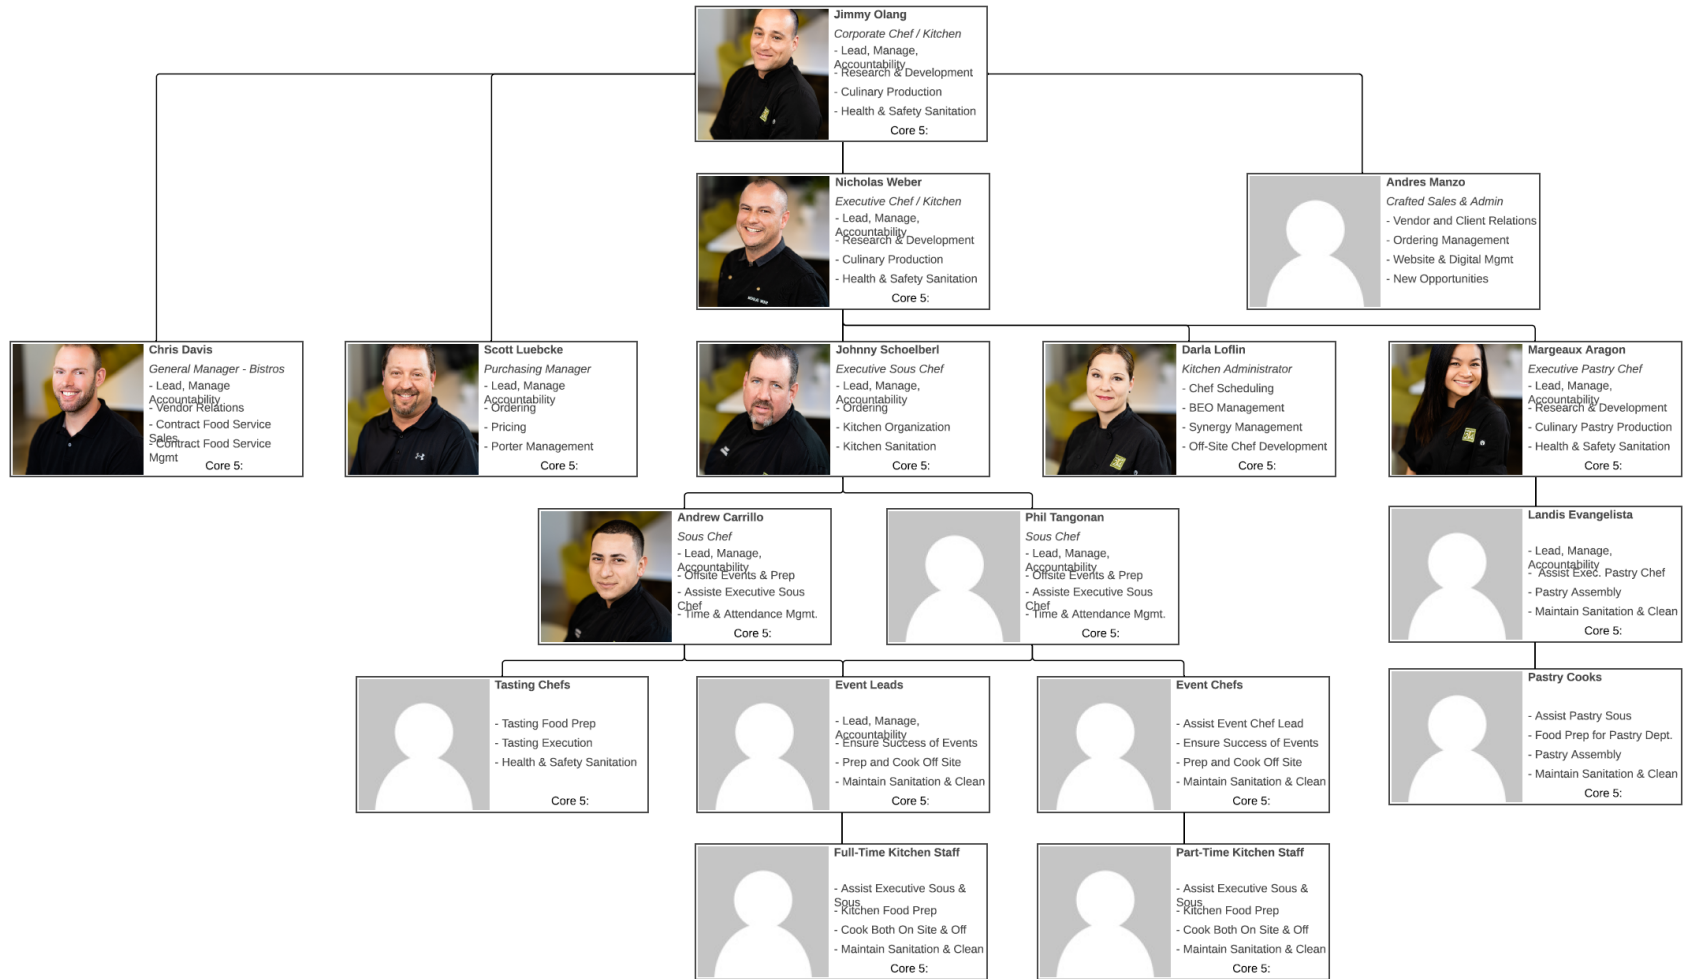 Jimmy Olang
Corporate Chef / Kitchen
- Lead, Manage,
Accountability
- Research & Development
- Culinary Production
- Health & Safety Sanitation
Core 5:
Nicholas Weber
Executive Chef / Kitchen
- Lead, Manage,
Accountability
- Research & Development
- Culinary Production
- Health & Safety Sanitation
Core 5:
Andres Manzo
Crafted Sales & Admin
- Vendor and Client Relations
- Ordering Management
- Website & Digital Mgmt
- New Opportunities
Chris Davis
General Manager - Bistros
- Lead, Manage
Accountability
- Vendor Relations
- Contract Food Service
Sales
- Contract Food Service
Mgmt
Core 5:
Scott Luebcke
Purchasing Manager
- Lead, Manage
Accountability
- Ordering
- Pricing
- Porter Management
Core 5:
Johnny Schoelberl
Executive Sous Chef
- Lead, Manage,
Accountability
- Ordering
- Kitchen Organization
- Kitchen Sanitation
Core 5:
Darla Loflin
Kitchen Administrator
- Chef Scheduling
- BEO Management
- Synergy Management
- Off-Site Chef Development
Core 5:
Margeaux Aragon
Executive Pastry Chef
- Lead, Manage,
Accountability
- Research & Development
- Culinary Pastry Production
- Health & Safety Sanitation
Core 5:
Andrew Carrillo
Sous Chef
- Lead, Manage,
Accountability
- Offsite Events & Prep
- Assiste Executive Sous
Chef
- Time & Attendance Mgmt.
Core 5:
Phil Tangonan
Sous Chef
- Lead, Manage,
Accountability
- Offsite Events & Prep
- Assiste Executive Sous
Chef
- Time & Attendance Mgmt.
Core 5:
Landis Evangelista
- Lead, Manage,
Accountability
- Assist Exec. Pastry Chef
- Pastry Assembly
- Maintain Sanitation & Clean
Core 5:
Tasting Chefs
- Tasting Food Prep
- Tasting Execution
- Health & Safety Sanitation
Core 5:
Event Leads
- Lead, Manage,
Accountability
- Ensure Success of Events
- Prep and Cook Off Site
- Maintain Sanitation & Clean
Core 5:
Event Chefs
- Assist Event Chef Lead
- Ensure Success of Events
- Prep and Cook Off Site
- Maintain Sanitation & Clean
Core 5:
Pastry Cooks
- Assist Pastry Sous
- Food Prep for Pastry Dept.
- Pastry Assembly
- Maintain Sanitation & Clean
Core 5:
Full-Time Kitchen Staff
- Assist Executive Sous &
Sous
- Kitchen Food Prep
- Cook Both On Site & Off
- Maintain Sanitation & Clean
Core 5:
Part-Time Kitchen Staff
- Assist Executive Sous &
Sous
- Kitchen Food Prep
- Cook Both On Site & Off
- Maintain Sanitation & Clean
Core 5: